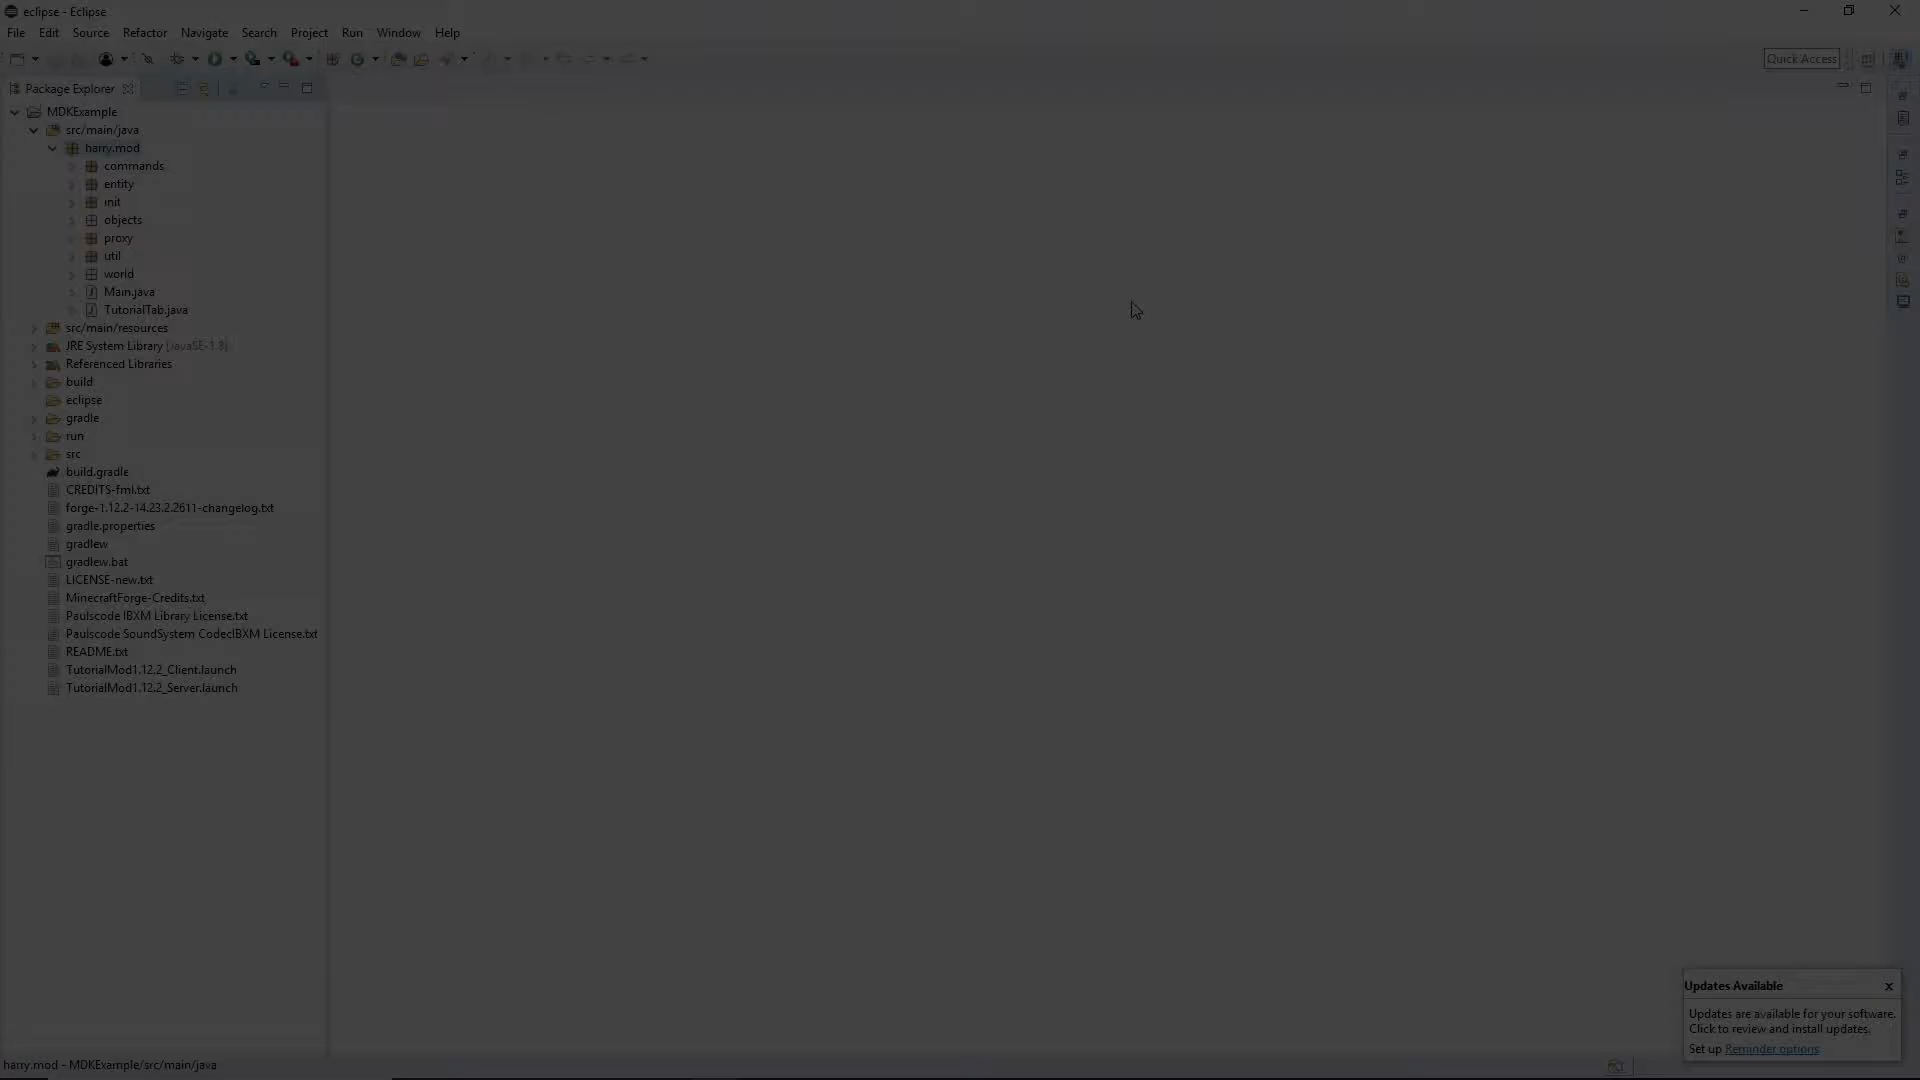 eclipse - Eclipse
File Edit Source Refactor Navigate Search Project Run Window Help
Quick Access
Package Explorer
MDKExample
src/main/java
harry.mod
commands
entity
init
objects
proxy
util
world
Main.java
TutorialTab.java
src/main/resources
JRE System Library [JavaSE-1.8]
Referenced Libraries
build
eclipse
gradle
run
src
build.gradle
CREDITS-fml.txt
forge-1.12.2-14.23.2.2611-changelog.txt
gradle.properties
gradlew
gradlew.bat
LICENSE-new.txt
MinecraftForge-Credits.txt
Paulscode IBXM Library License.txt
Paulscode SoundSystem CodecIBXM License.txt
README.txt
TutorialMod1.12.2_Client.launch
TutorialMod1.12.2_Server.launch
Updates Available
Updates are available for your software.
Click to review and install updates.
Set up Reminder options
harry.mod - MDKExample/src/main/java